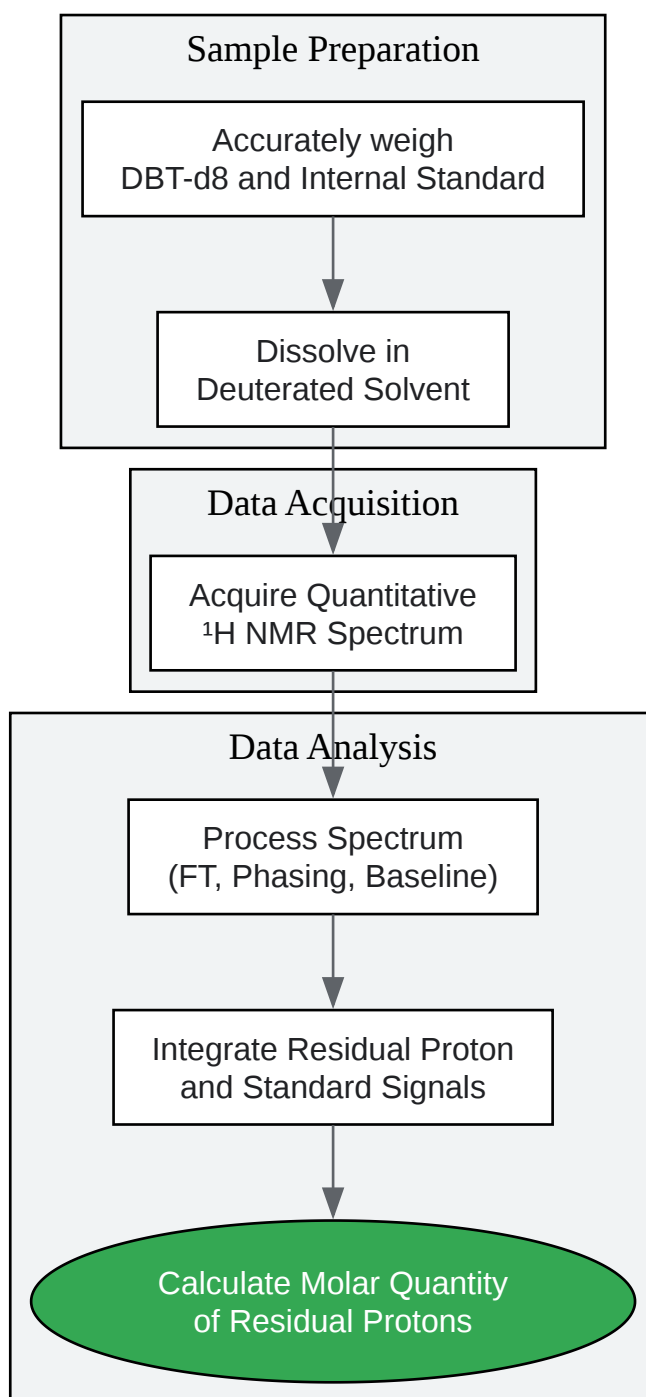 Sample Preparation
Accurately weigh
DBT-d8 and Internal Standard
Dissolve in
Deuterated Solvent
Data Acquisition
Acquire Quantitative
¹H NMR Spectrum
Data Analysis
Process Spectrum
(FT, Phasing, Baseline)
Integrate Residual Proton
and Standard Signals
Calculate Molar Quantity
of Residual Protons